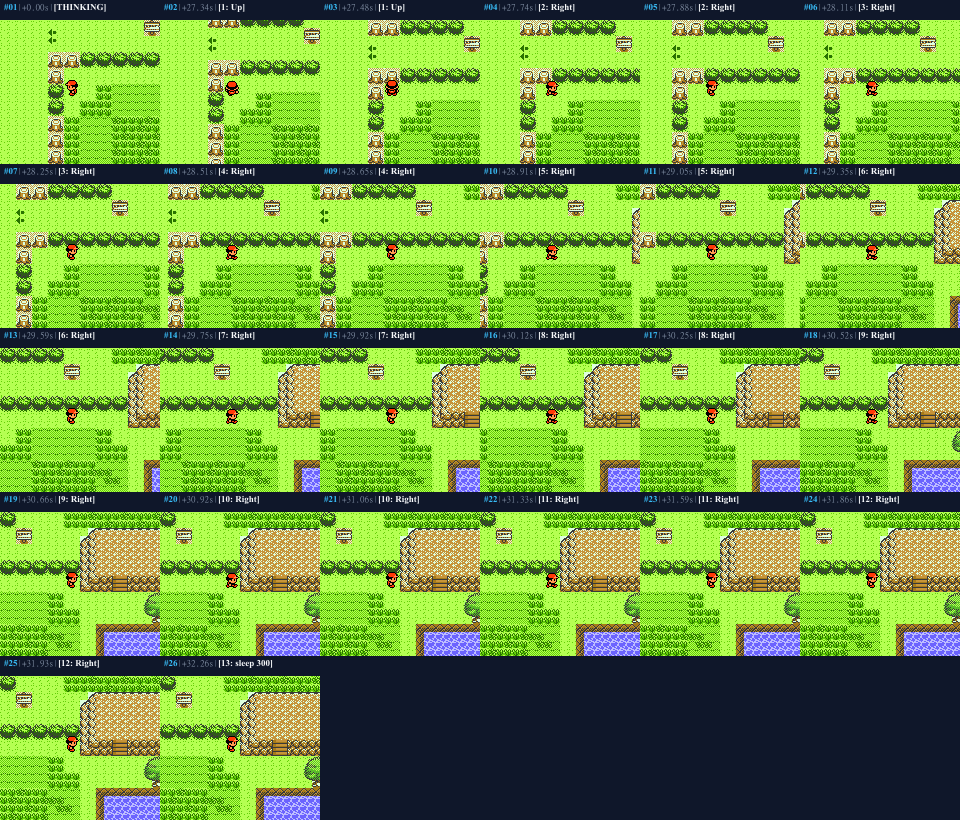 #01|+0.00s|[THINKING] #02|+27.34s|[1: Up] #03|+27.48s|[1: Up] #04|+27.74s|[2: Right] #05|+27.88s|[2: Right] #06|+28.11s|[3: Right]
#07|+28.25s|[3: Right] #08|+28.51s|[4: Right] #09|+28.65s|[4: Right] #10|+28.91s|[5: Right] #11|+29.05s|[5: Right] #12|+29.35s|[6: Right]
#13|+29.59s|[6: Right] #14|+29.75s|[7: Right] #15|+29.92s|[7: Right] #16|+30.12s|[8: Right] #17|+30.25s|[8: Right] #18|+30.52s|[9: Right]
#19|+30.66s|[9: Right] #20|+30.92s|[10: Right] #21|+31.06s|[10: Right] #22|+31.33s|[11: Right] #23|+31.59s|[11: Right] #24|+31.86s|[12: Right]
#25|+31.93s|[12: Right] #26|+32.26s|[13: sleep 300]